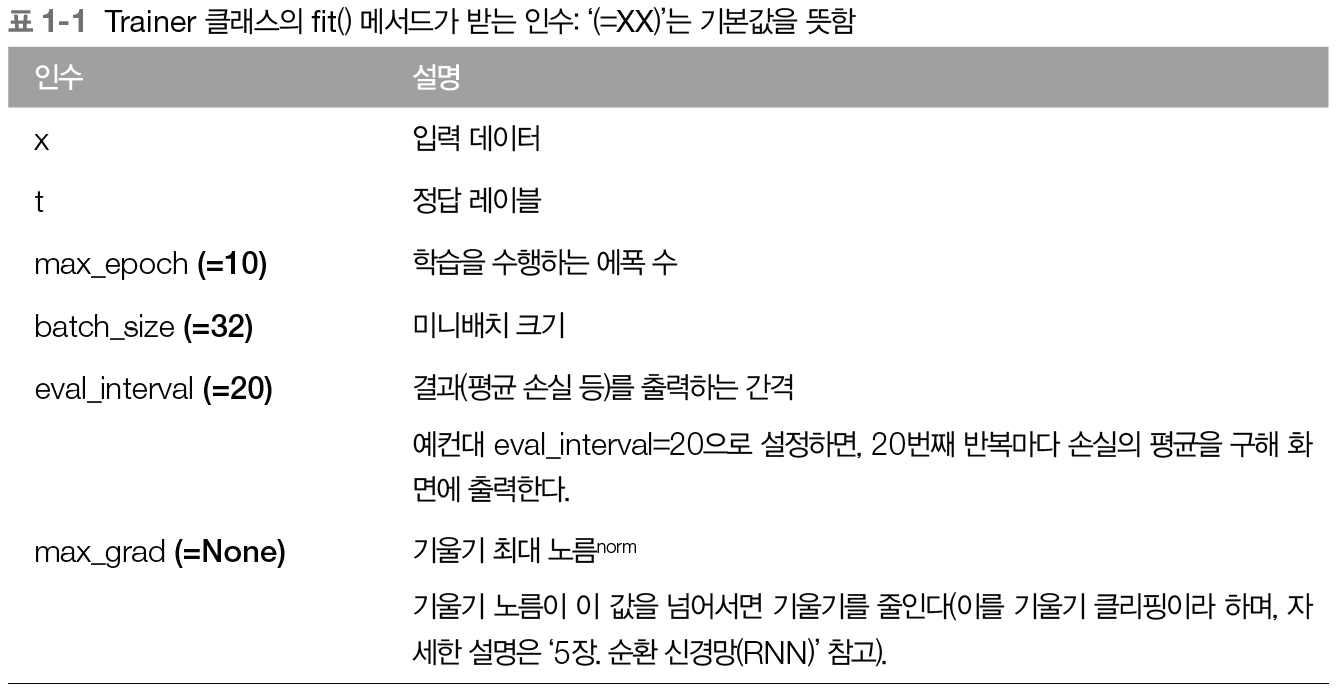 표 1-1 Trainer 클래스의 fit() 메서드가 받는 인수: ‘(=XX)’는 기본값을 뜻함
인수 설명
x 입력 데이터
t 정답 레이블
max_epoch (=10) 학습을 수행하는 에폭 수
batch_size (=32) 미니배치 크기
eval_interval (=20) 결과(평균 손실 등)를 출력하는 간격
예컨대 eval_interval=20으로 설정하면, 20번째 반복마다 손실의 평균을 구해 화
면에 출력한다.
max_grad (=None) 기울기 최대 노름norm
기울기 노름이 이 값을 넘어서면 기울기를 줄인다(이를 기울기 클리핑이라 하며, 자
세한 설명은 ‘5장. 순환 신경망(RNN)’ 참고).